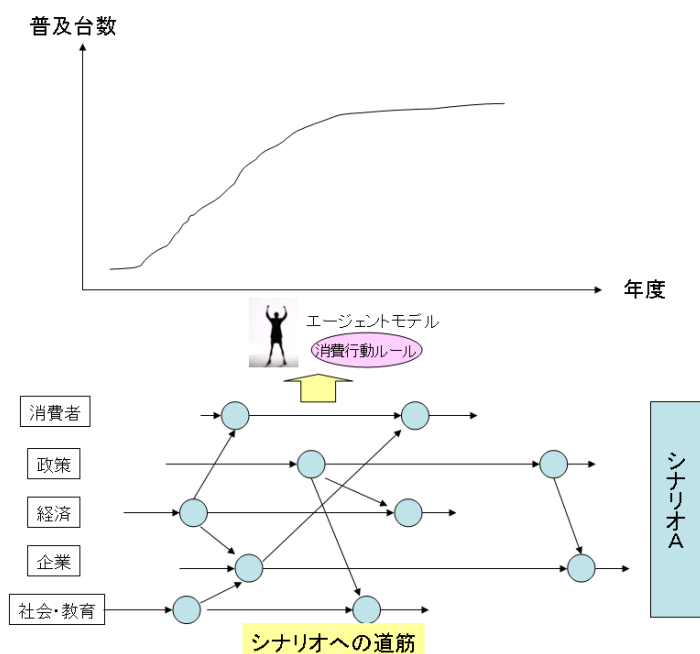 普及台数
年度
エージェントモデル
消費行動ルール
消費者
政策
経済
企業
社会・教育
シナリオA
シナリオへの道筋